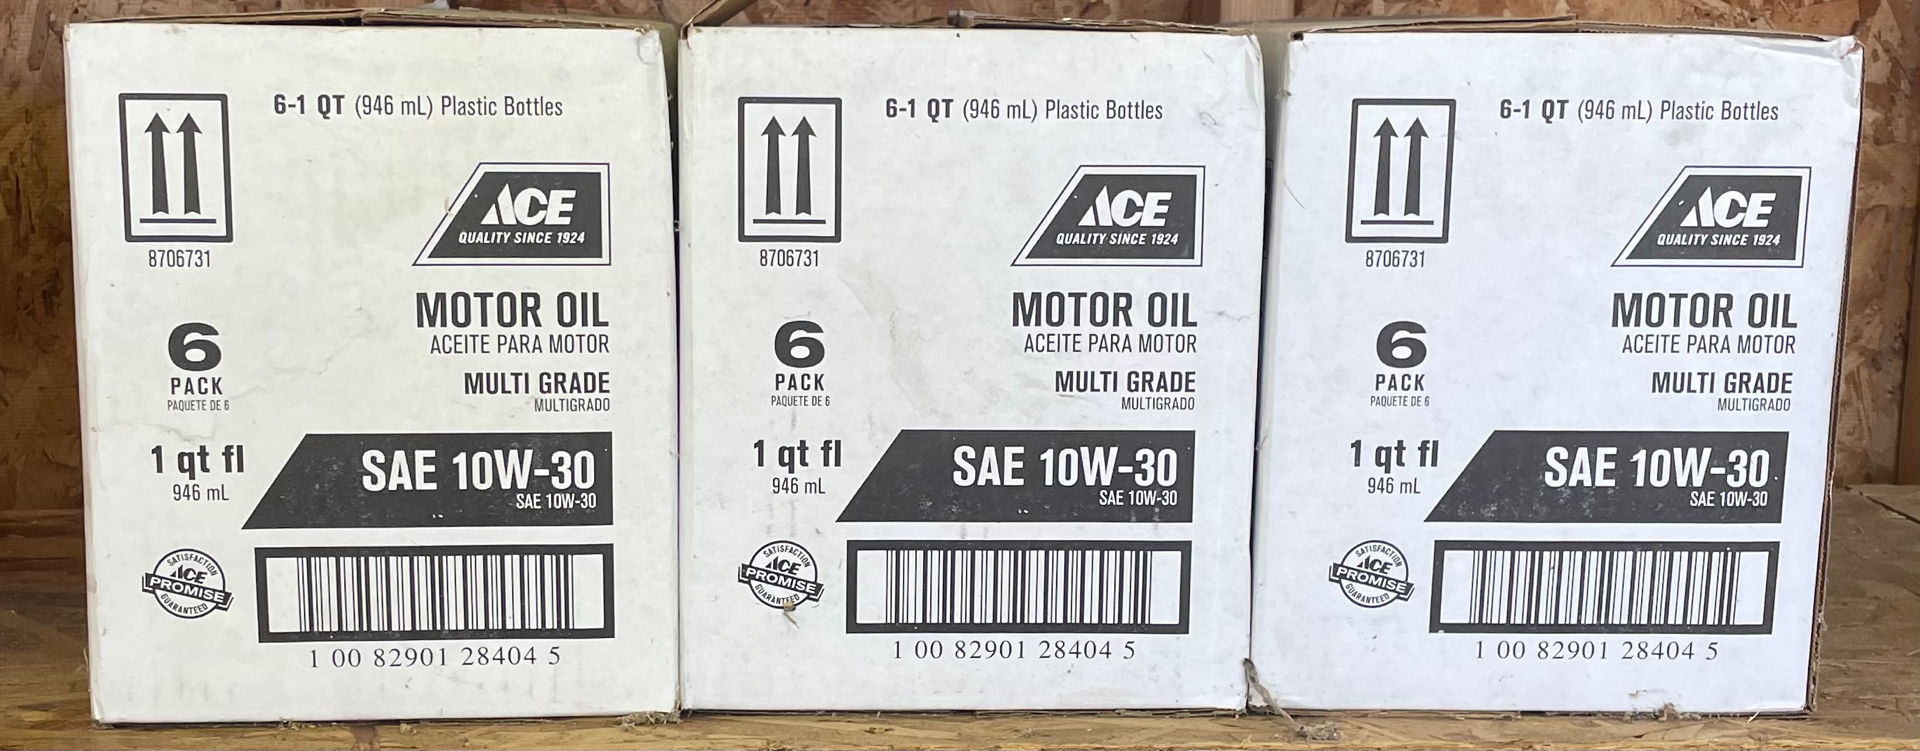 6-1 QT (946 mL) Plastic Bottles
ACE
QUALITY SINCE 1924
8706731
MOTOR OIL
ACEITE PARA MOTOR
6
PACK
PAQUETE DE 6
MULTI GRADE
MULTIGRADO
1 qt fl
946 mL
SAE 10W-30
SAE 10W-30
SATISFACTION
ACE
PROMISE
GUARANTEED
1 00 82901 28404 5
6-1 QT (946 mL) Plastic Bottles
ACE
QUALITY SINCE 1924
8706731
MOTOR OIL
ACEITE PARA MOTOR
6
PACK
PAQUETE DE 6
MULTI GRADE
MULTIGRADO
1 qt fl
946 mL
SAE 10W-30
SAE 10W-30
SATISFACTION
ACE
PROMISE
GUARANTEED
1 00 82901 28404 5
6-1 QT (946 mL) Plastic Bottles
ACE
QUALITY SINCE 1924
8706731
MOTOR OIL
ACEITE PARA MOTOR
6
PACK
PAQUETE DE 6
MULTI GRADE
MULTIGRADO
1 qt fl
946 mL
SAE 10W-30
SAE 10W-30
SATISFACTION
ACE
PROMISE
GUARANTEED
1 00 82901 28404 5